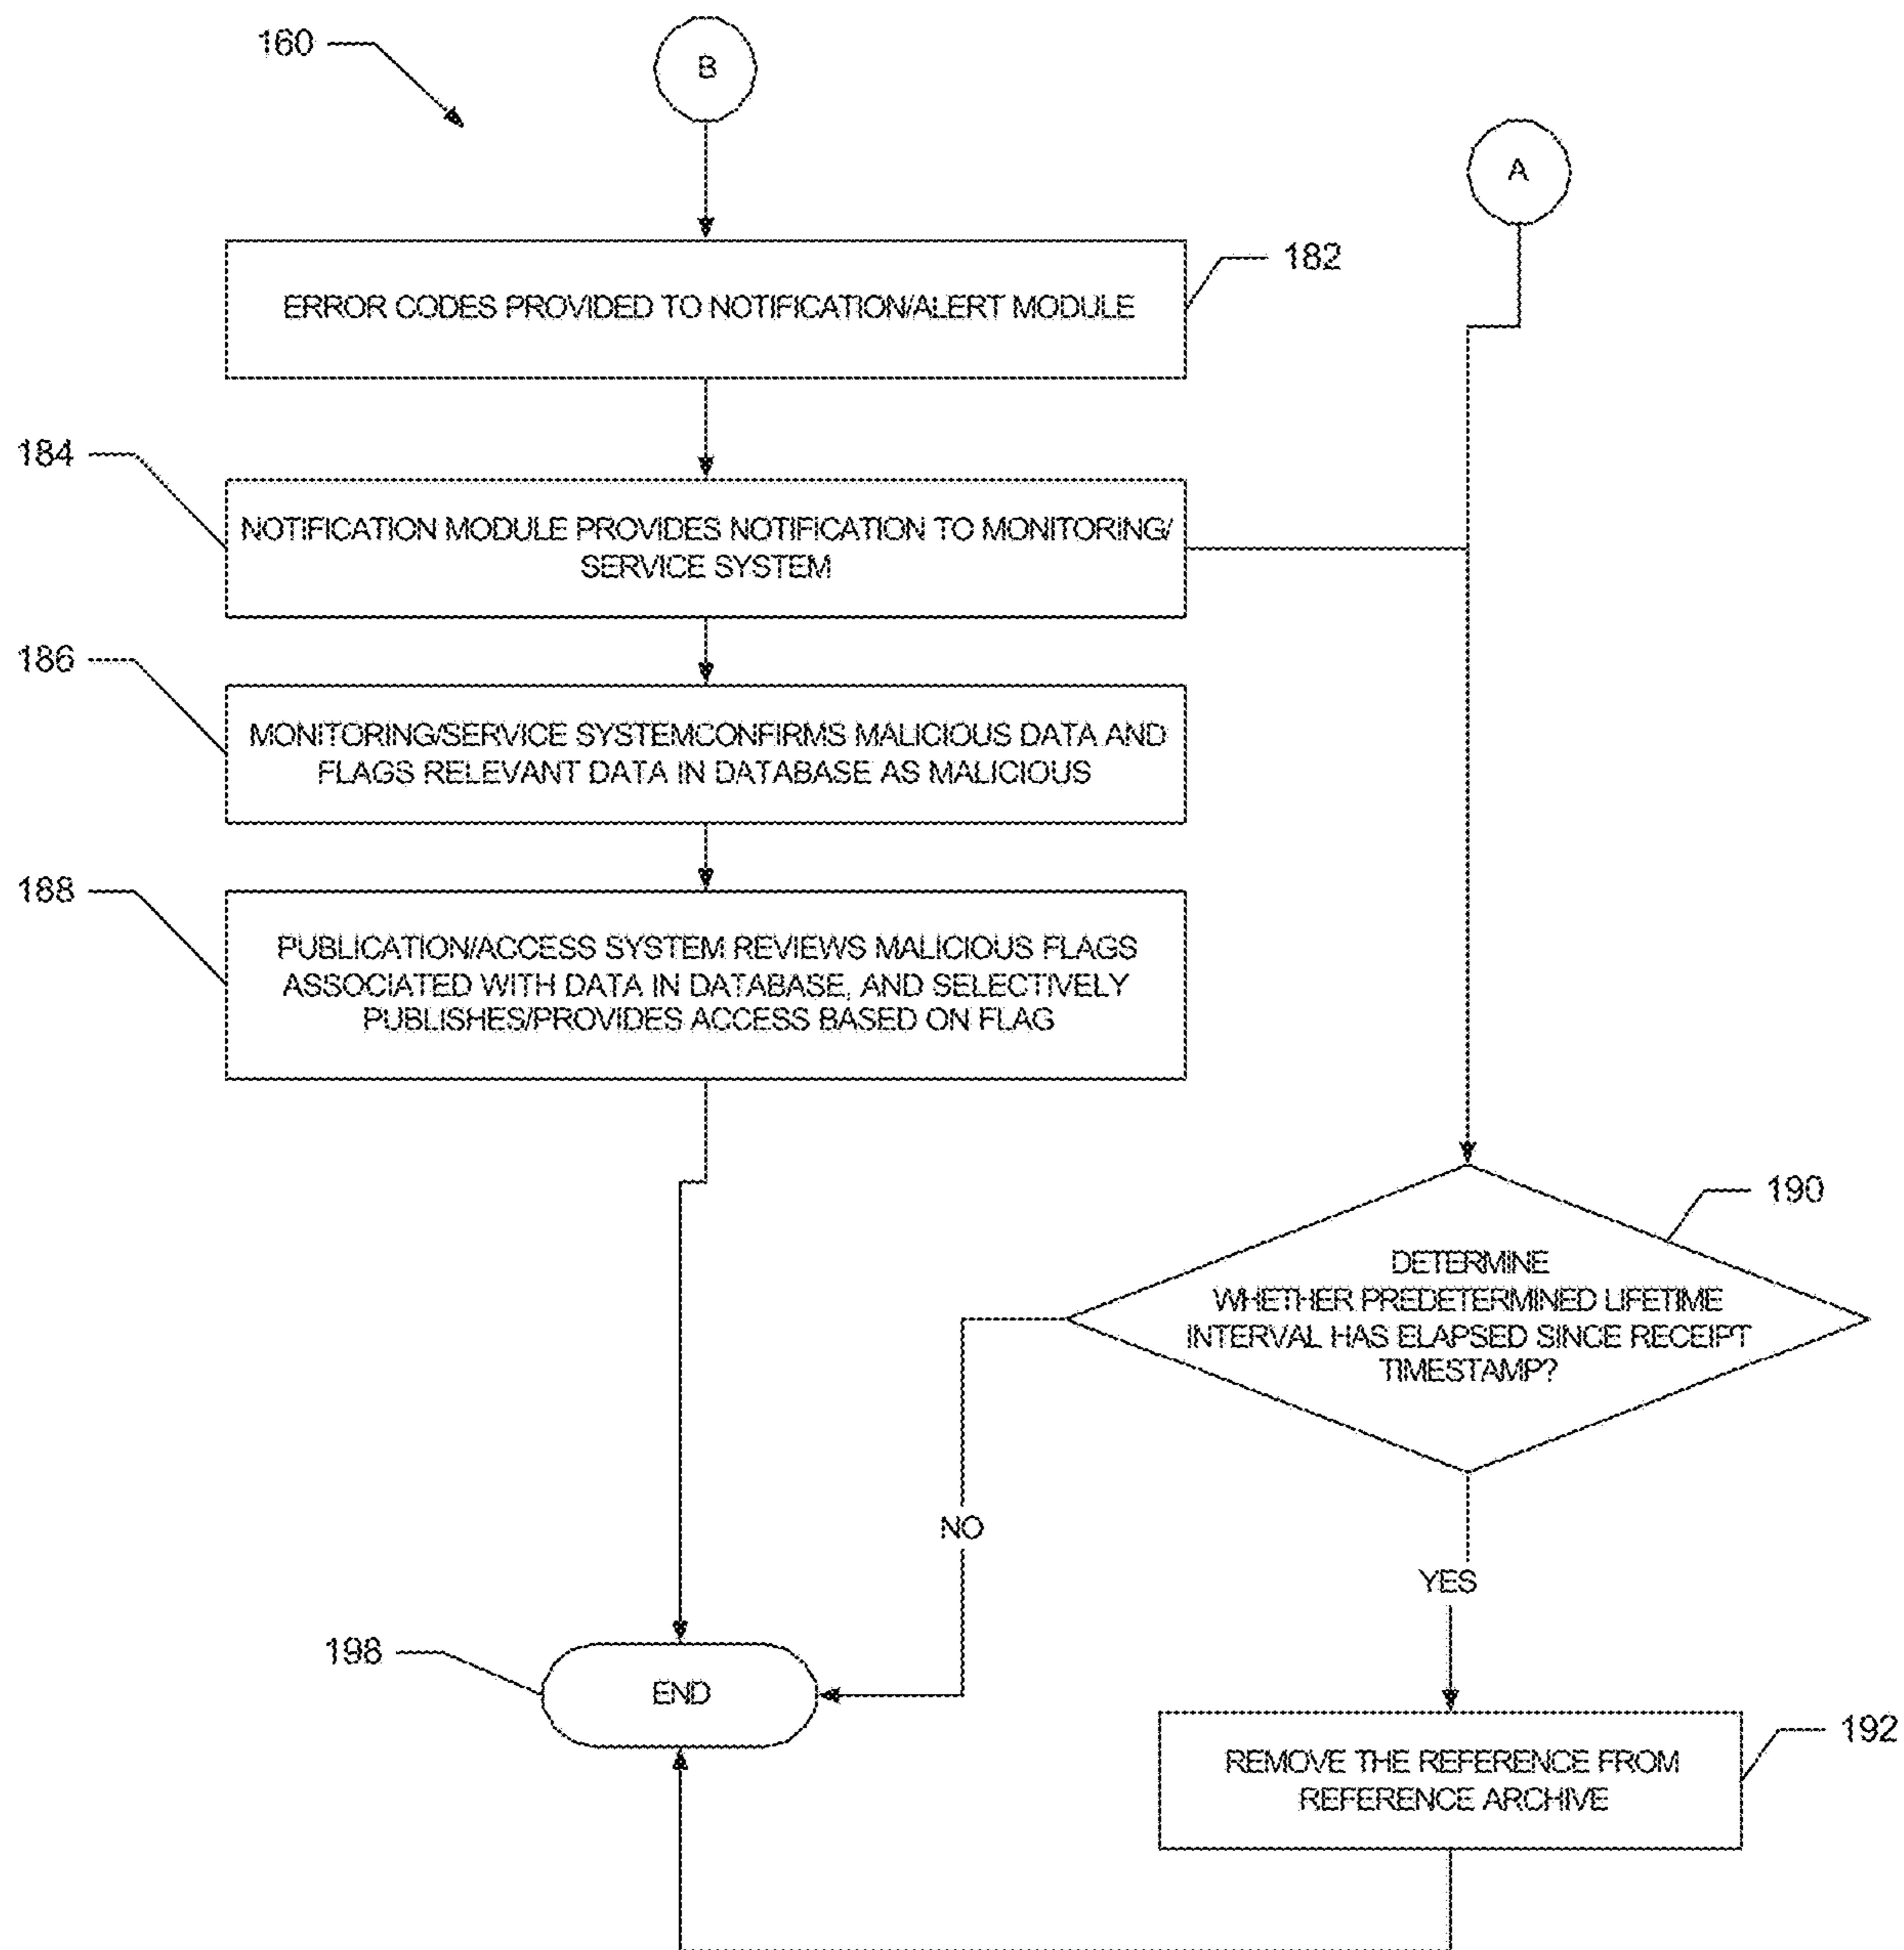 160
B
A
ERROR CODES PROVIDED TO NOTIFICATION/ALERT MODULE
182
184
NOTIFICATION MODULE PROVIDES NOTIFICATION TO MONITORING/
SERVICE SYSTEM
186
MONITORING/SERVICE SYSTEMCONFIRMS MALICIOUS DATA AND
FLAGS RELEVANT DATA IN DATABASE AS MALICIOUS
188
PUBLICATION/ACCESS SYSTEM REVIEWS MALICIOUS FLAGS
ASSOCIATED WITH DATA IN DATABASE, AND SELECTIVELY
PUBLISHES/PROVIDES ACCESS BASED ON FLAG
190
DETERMINE
WHETHER PREDETERMINED LIFETIME
INTERVAL HAS ELAPSED SINCE RECEIPT
TIMESTAMP?
NO
YES
198
END
192
REMOVE THE REFERENCE FROM
REFERENCE ARCHIVE